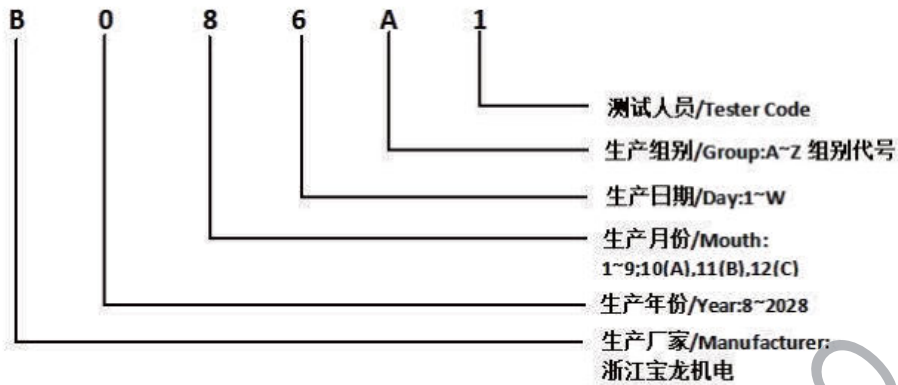 B 0 8 6 A 1
测试人员/Tester Code
生产组别/Group:A~Z 组别代号
生产日期/Day:1~W
生产月份/Mouth:
1~9;10(A),11(B),12(C)
生产年份/Year:8~2028
生产厂家/Manufacturer:
浙江宝龙机电